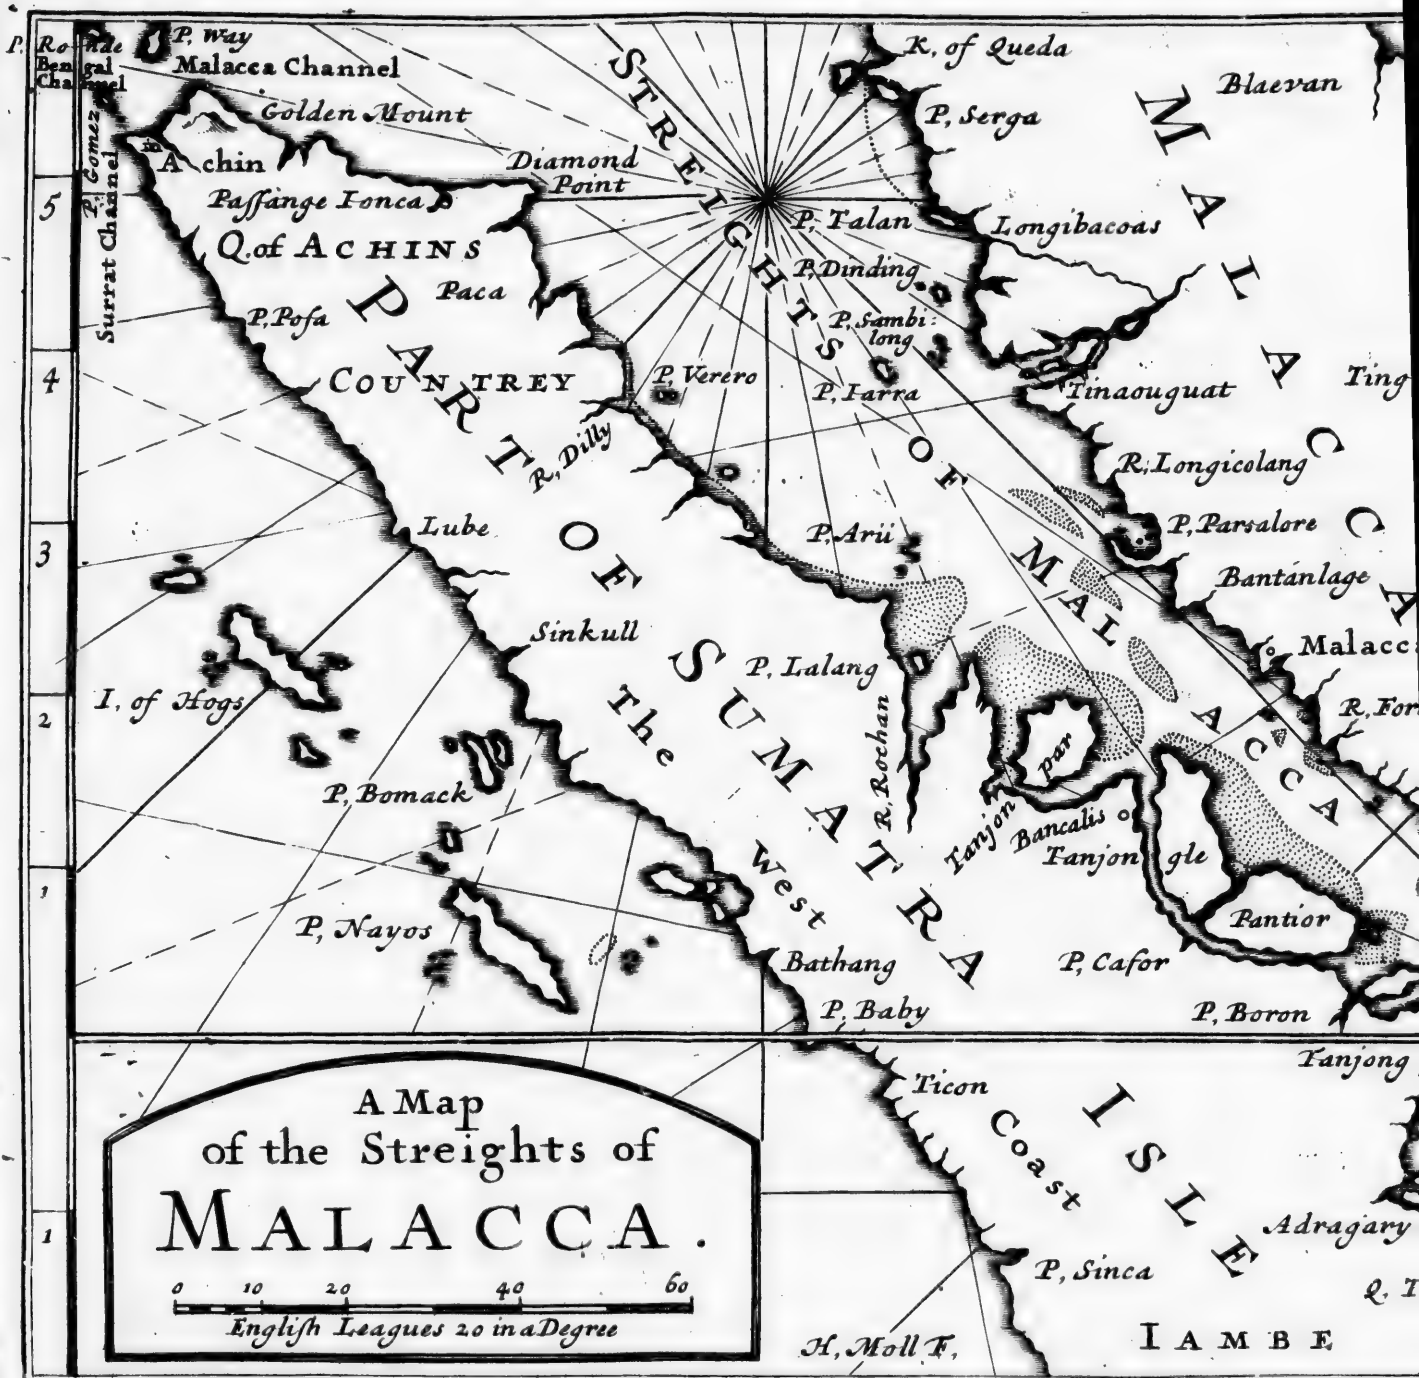 P. Ro nde
Bengal
Channel
P, Way
Malacca Channel
Golden Mount
P, Gomez
Surrat Channel
Achin
Diamond
Point
Passange Ionca
Q. of ACHINS
COUNTREY
Paca
P, Posa
STREIGHTS OF MALACCA
K, of Queda
P, Serga
Blaevan
MALACCA
P, Talan
Longibacoas
P, Dinding
P, Sambi:
long
P, Iarra
Tinaouguat
Ting
P, Verero
R, Dilly
R, Longicolang
P, Parsalore
Bantanlage
Malacc
R, For
P, Arii
P, Lalang
R, Rochan
PART OF SUMATRA
Lube
Sinkull
I, of Hogs
P, Bomack
P, Nayos
The West Coast
Tanjon par
Bancalis
Tanjon gle
Pantior
P, Cafor
P, Boron
Bathang
P, Baby
Ticon
Tanjong
ISLE
Adragary
P, Sinca
Q. I
IAMBE
H, Moll F,
5
4
3
2
1
1
A Map
of the Streights of
MALACCA.
0 10 20 40 60
English Leagues 20 in a Degree